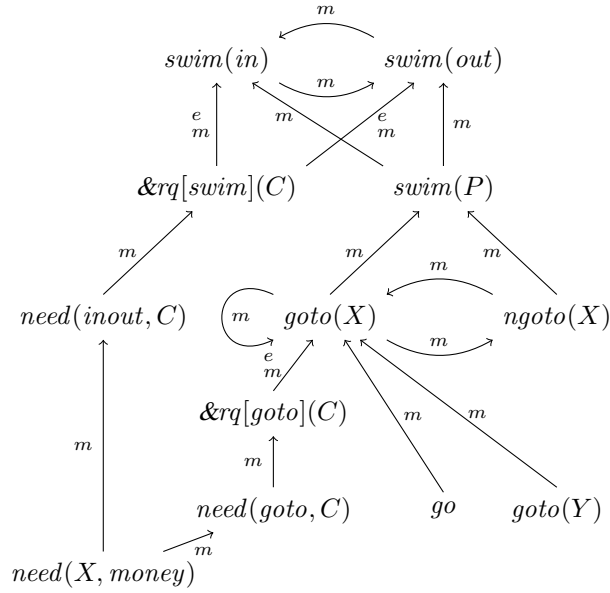 m
swim(in) swim(out)
m
e
m
m
e
m
m
&rq[swim](C) swim(P)
m
m
m
m
need(inout, C)
m
goto(X) ngoto(X)
e
m
m
&rq[goto](C)
m
m
m
m
need(goto, C) go goto(Y)
m
need(X, money)